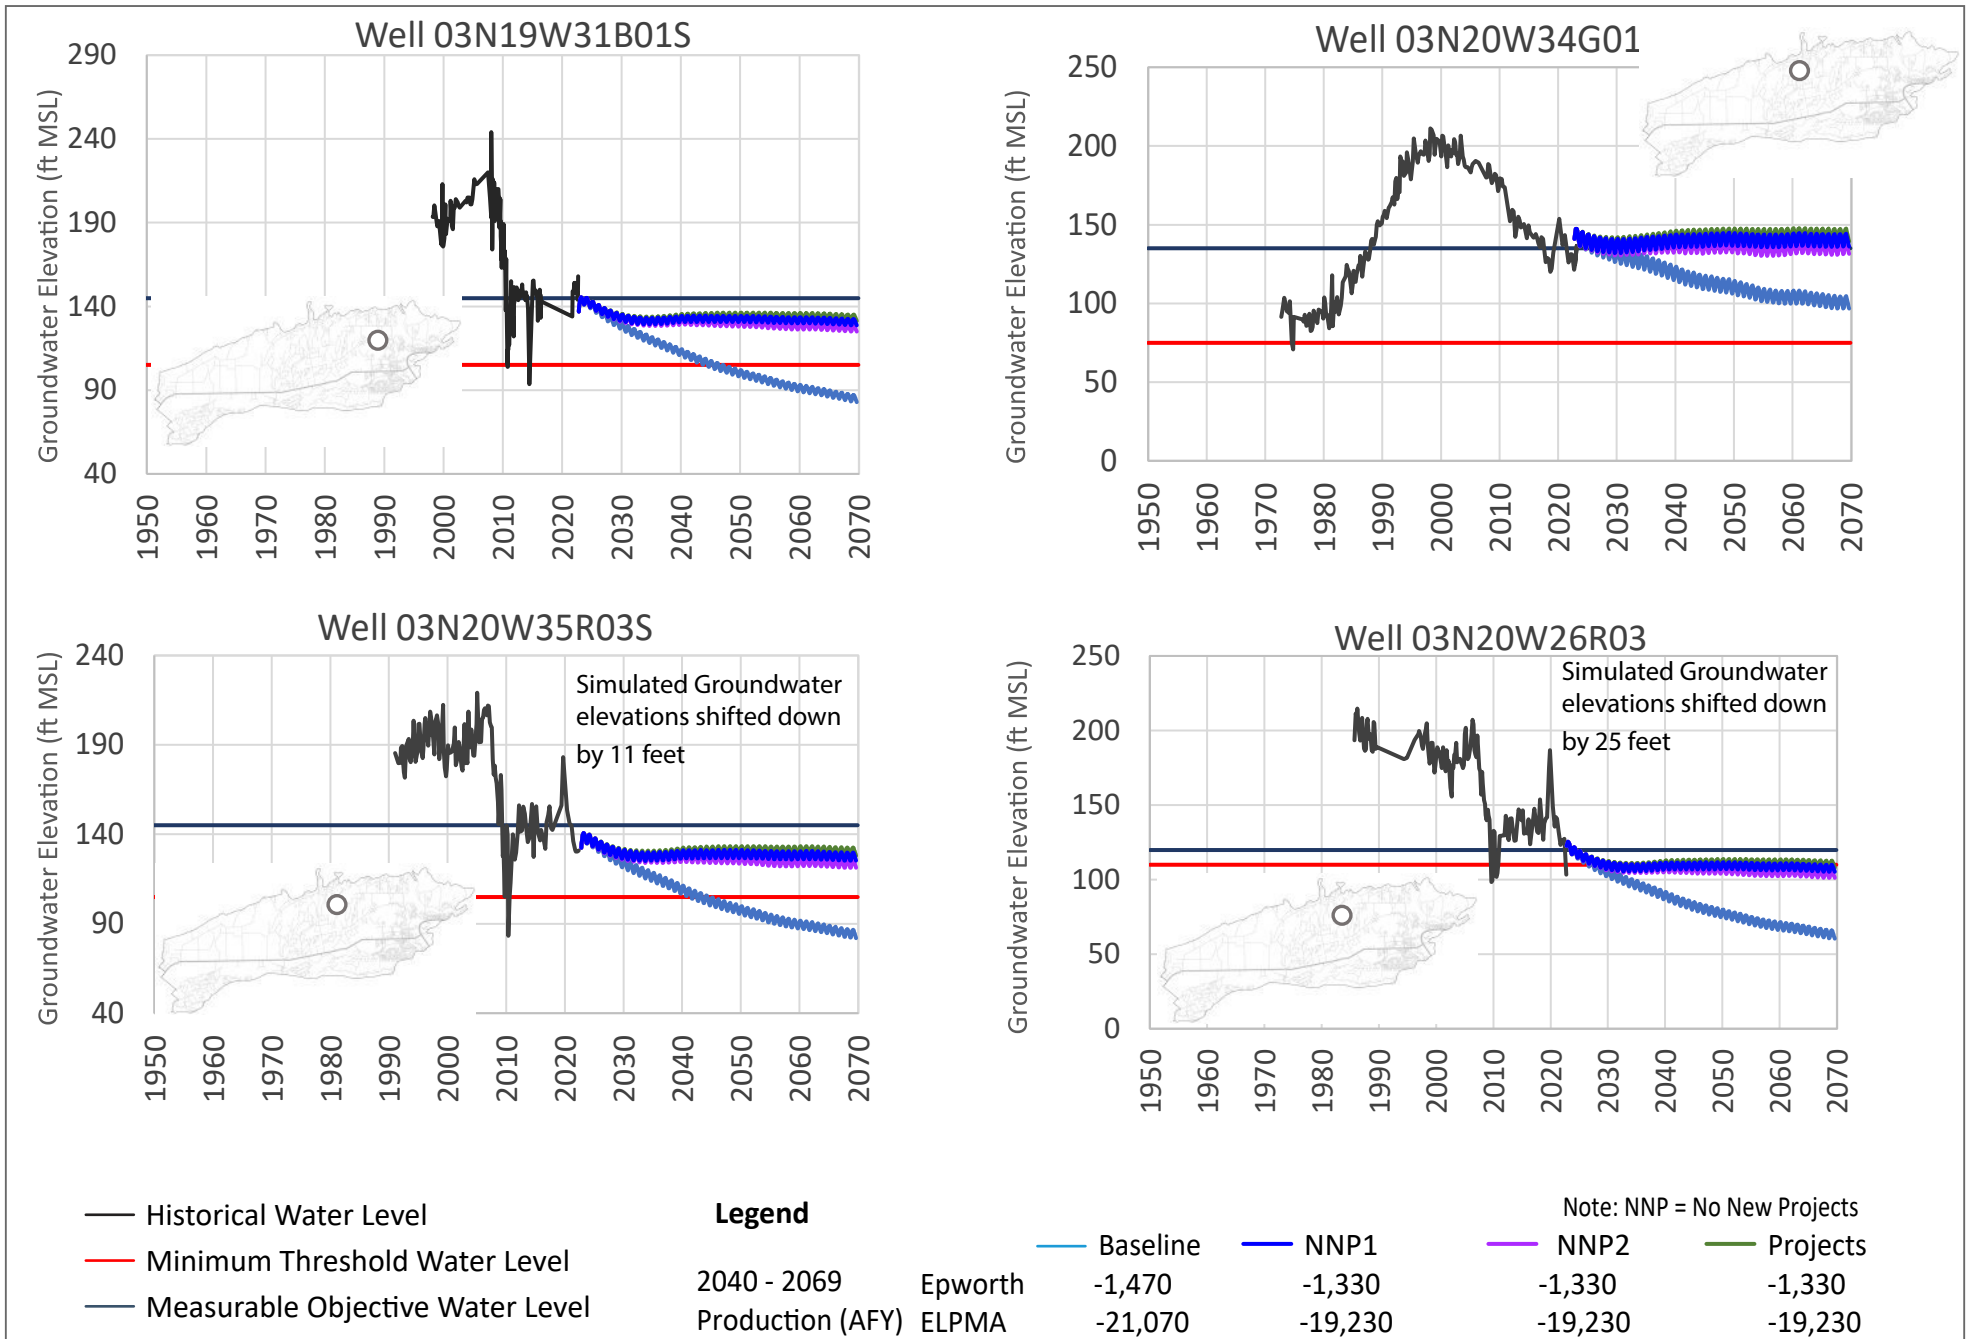 Well 03N19W31B01S
Groundwater Elevation (ft MSL)
290
240
190
140
90
40
1950 1960 1970 1980 1990 2000 2010 2020 2030 2040 2050 2060 2070
Well 03N20W34G01
Groundwater Elevation (ft MSL)
250
200
150
100
50
0
1950 1960 1970 1980 1990 2000 2010 2020 2030 2040 2050 2060 2070
Well 03N20W35R03S
Groundwater Elevation (ft MSL)
240
190
140
90
40
Simulated Groundwater
elevations shifted down
by 11 feet
1950 1960 1970 1980 1990 2000 2010 2020 2030 2040 2050 2060 2070
Well 03N20W26R03
Groundwater Elevation (ft MSL)
250
200
150
100
50
0
Simulated Groundwater
elevations shifted down
by 25 feet
1950 1960 1970 1980 1990 2000 2010 2020 2030 2040 2050 2060 2070
Historical Water Level
Minimum Threshold Water Level
Measurable Objective Water Level
Legend
Note: NNP = No New Projects
Baseline NNP1 NNP2 Projects
2040 - 2069
Production (AFY)
Epworth -1,470 -1,330 -1,330 -1,330
ELPMA -21,070 -19,230 -19,230 -19,230